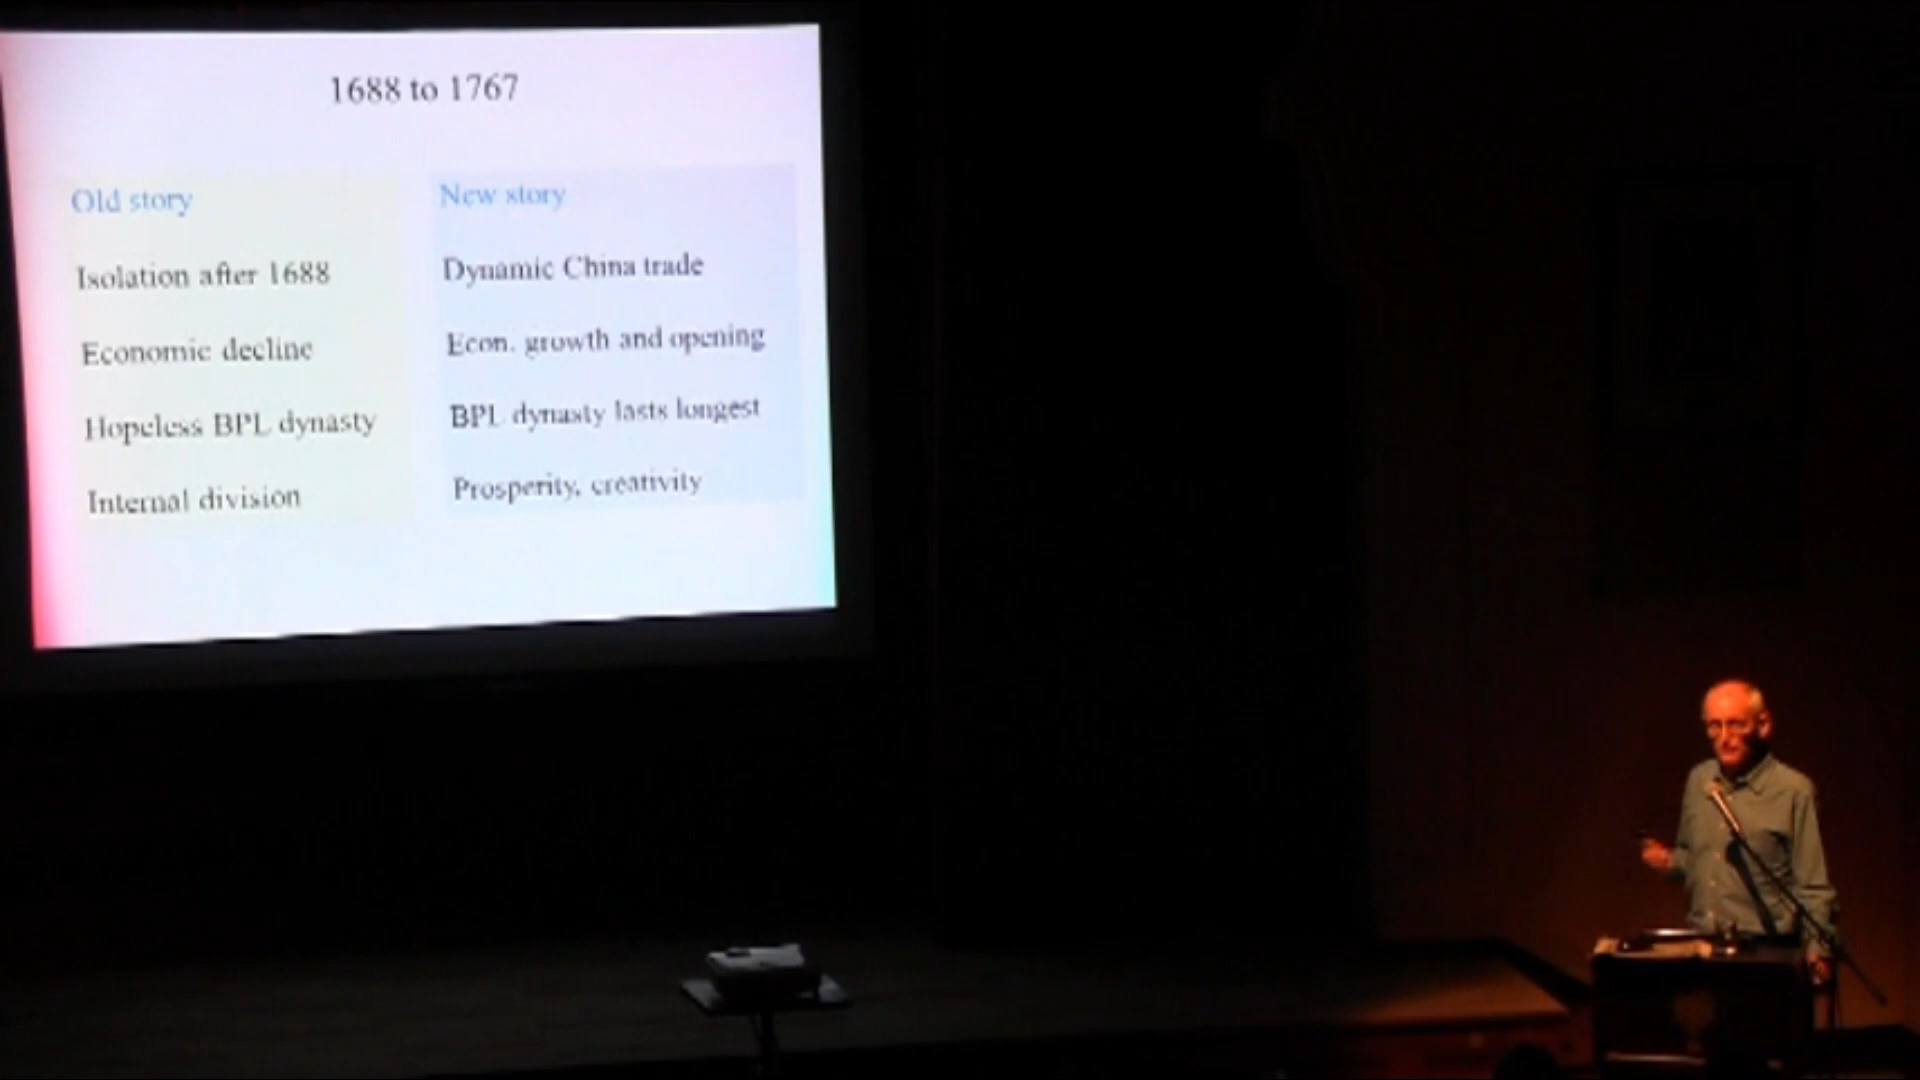 1688 to 1767
Old story
Isolation after 1688
Economic decline
Hopeless BPL dynasty
Internal division
New story
Dynamic China trade
Econ. growth and opening
BPL dynasty lasts longest
Prosperity, creativity